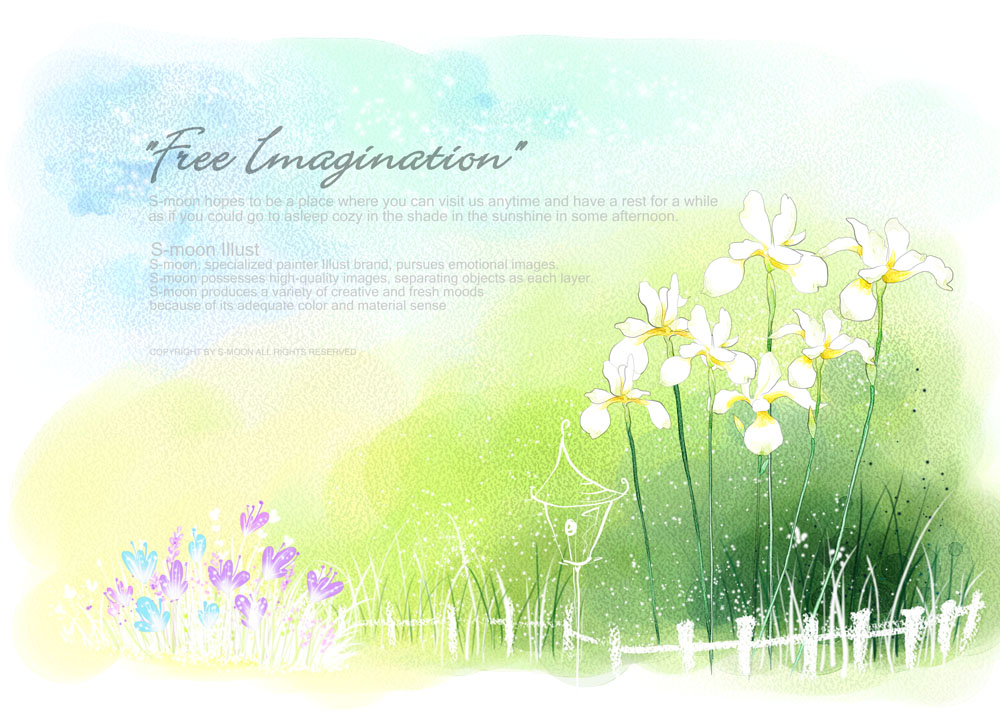 "Free Imagination"
S-moon hopes to be a place where you can visit us anytime and have a rest for a while
as if you could go to asleep cozy in the shade in the sunshine in some afternoon.
S-moon Illust
S-moon, specialized painter Illust brand, pursues emotional images.
S-moon possesses high-quality images, separating objects as each layer.
S-moon produces a variety of creative and fresh moods
because of its adequate color and material sense
COPYRIGHT BY S-MOON ALL RIGHTS RESERVED